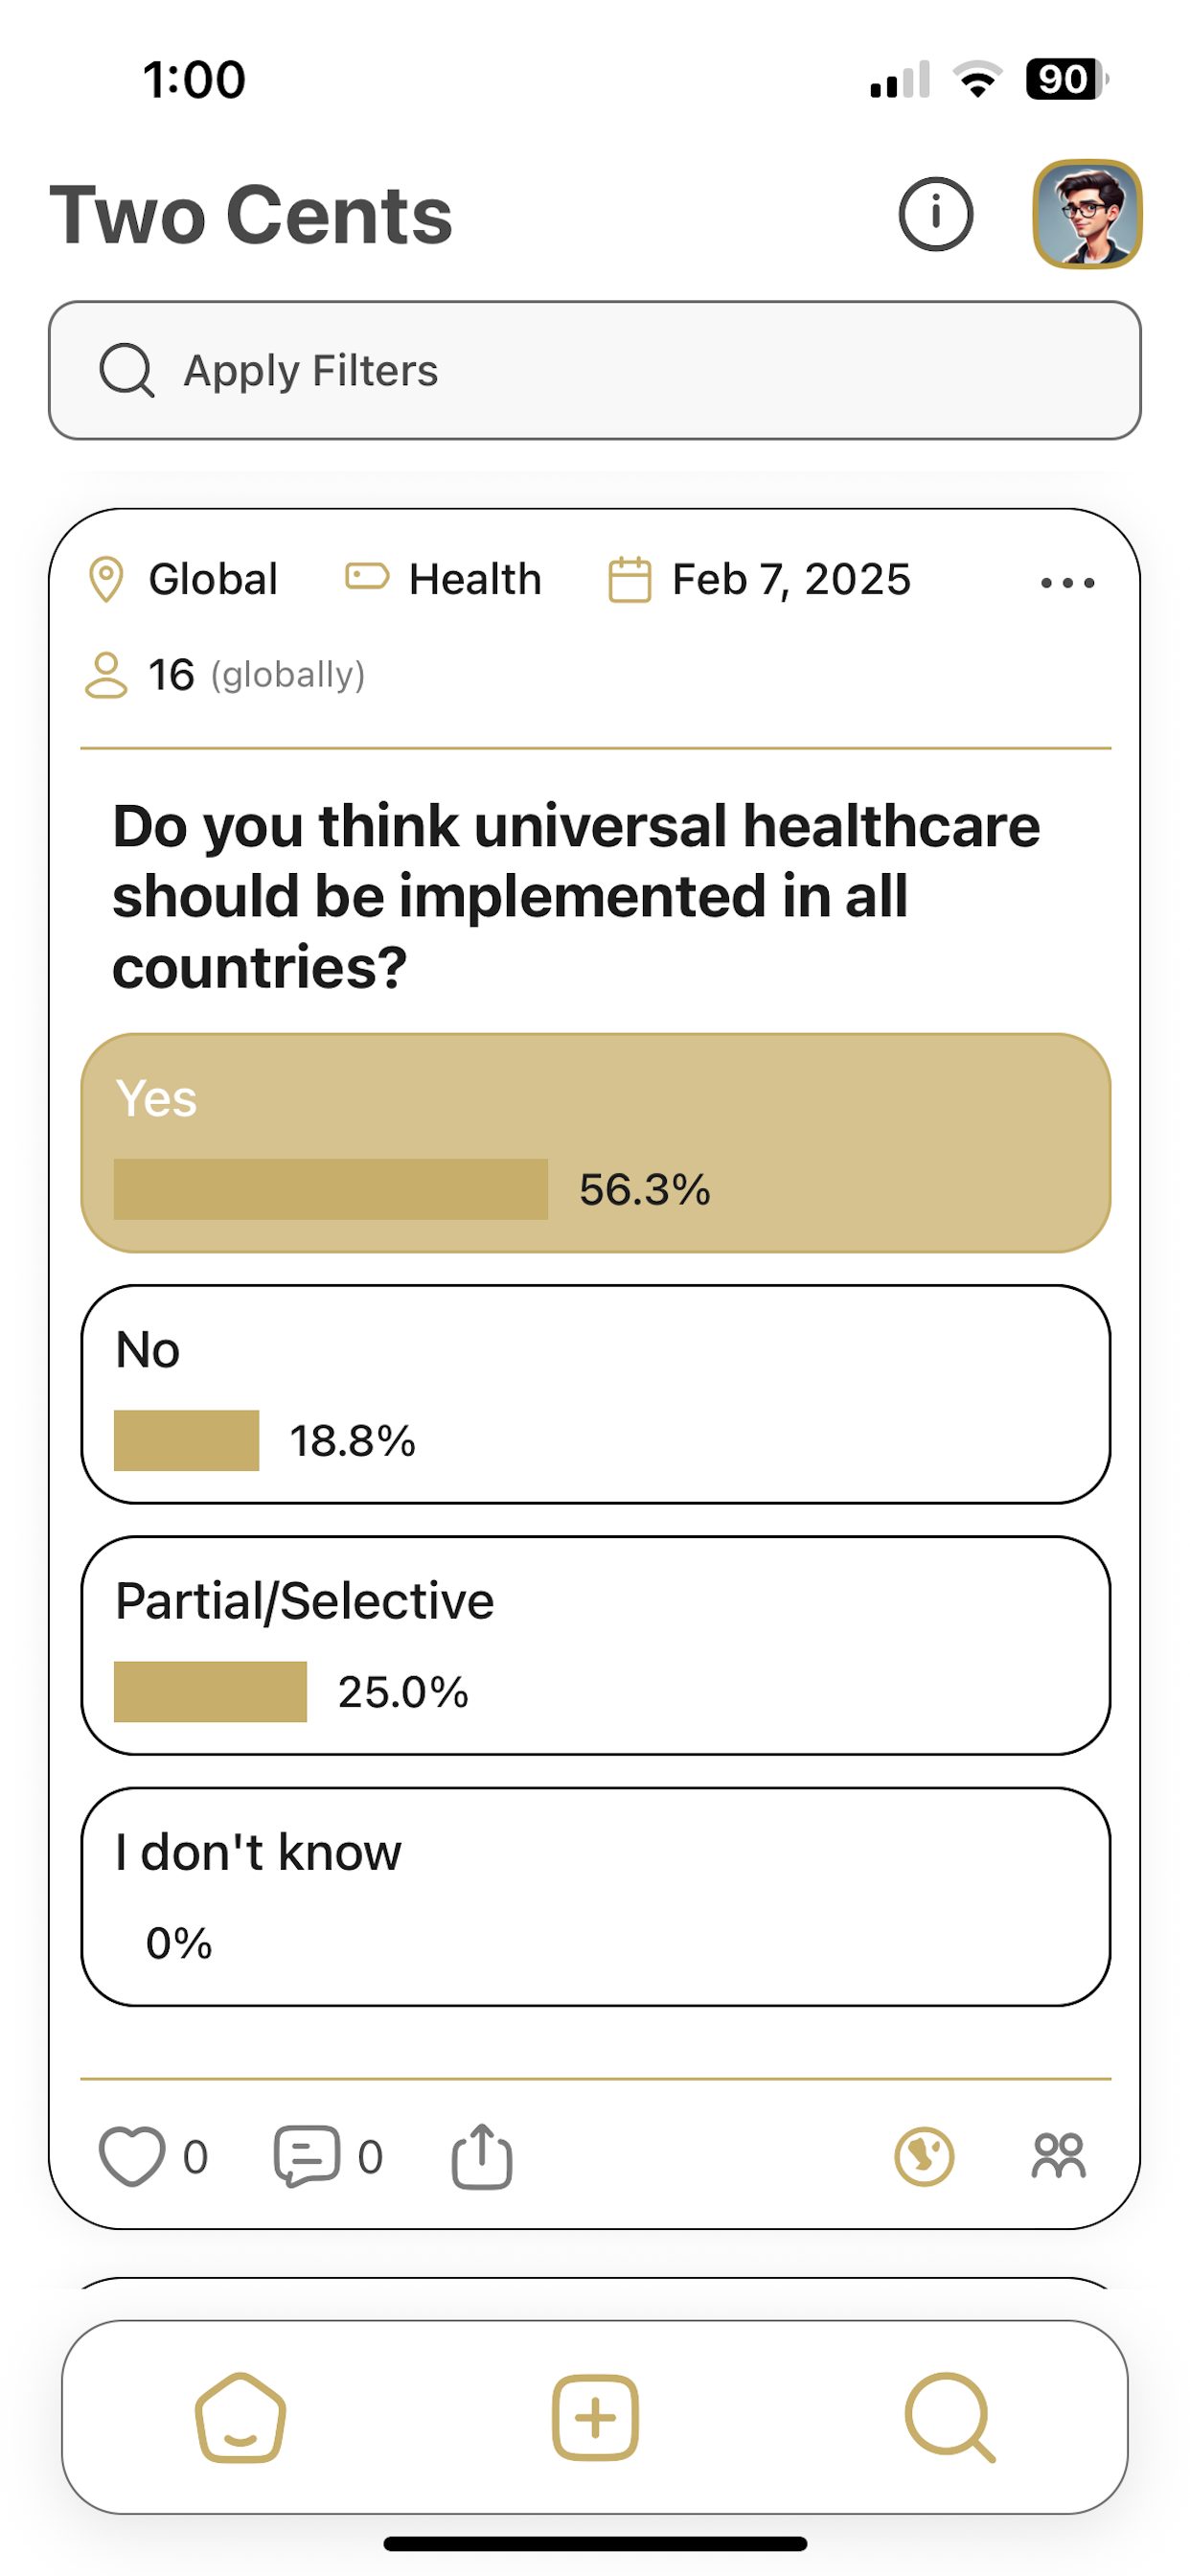 1:00
90
Two Cents
Apply Filters
Global Health Feb 7, 2025
16 (globally)
Do you think universal healthcare
should be implemented in all
countries?
Yes
56.3%
No
18.8%
Partial/Selective
25.0%
I don't know
0%
0 0